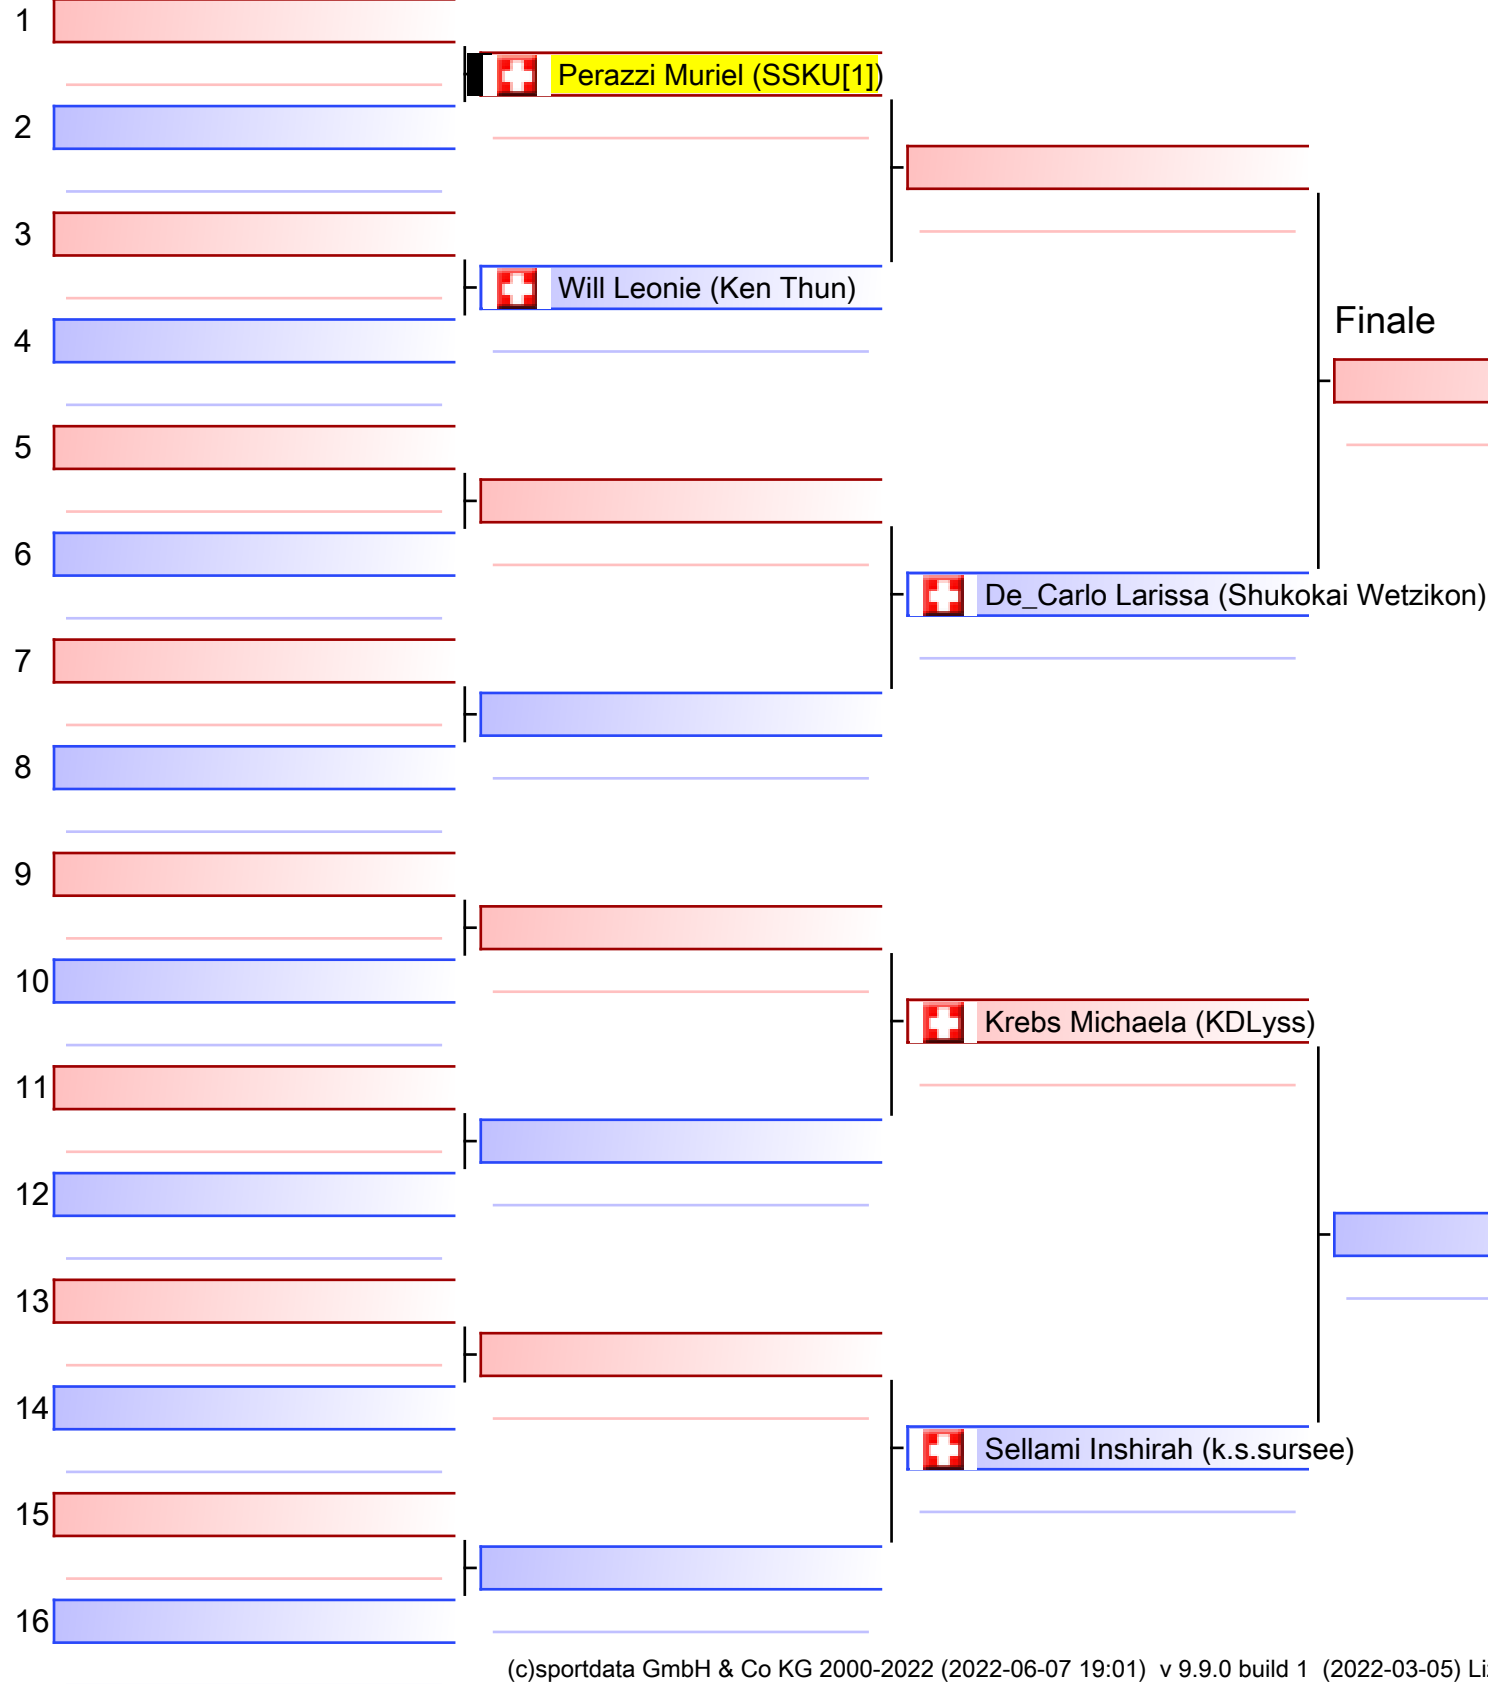 1
Perazzi Muriel (SSKU[1])
2
3
Will Leonie (Ken Thun)
Finale
4
5
6
De_Carlo Larissa (Shukokai Wetzikon)
7
8
9
10
Krebs Michaela (KDLyss)
11
12
13
14
Sellami Inshirah (k.s.sursee)
15
16
(c)sportdata GmbH & Co KG 2000-2022 (2022-06-07 19:01) v 9.9.0 build 1 (2022-03-05)